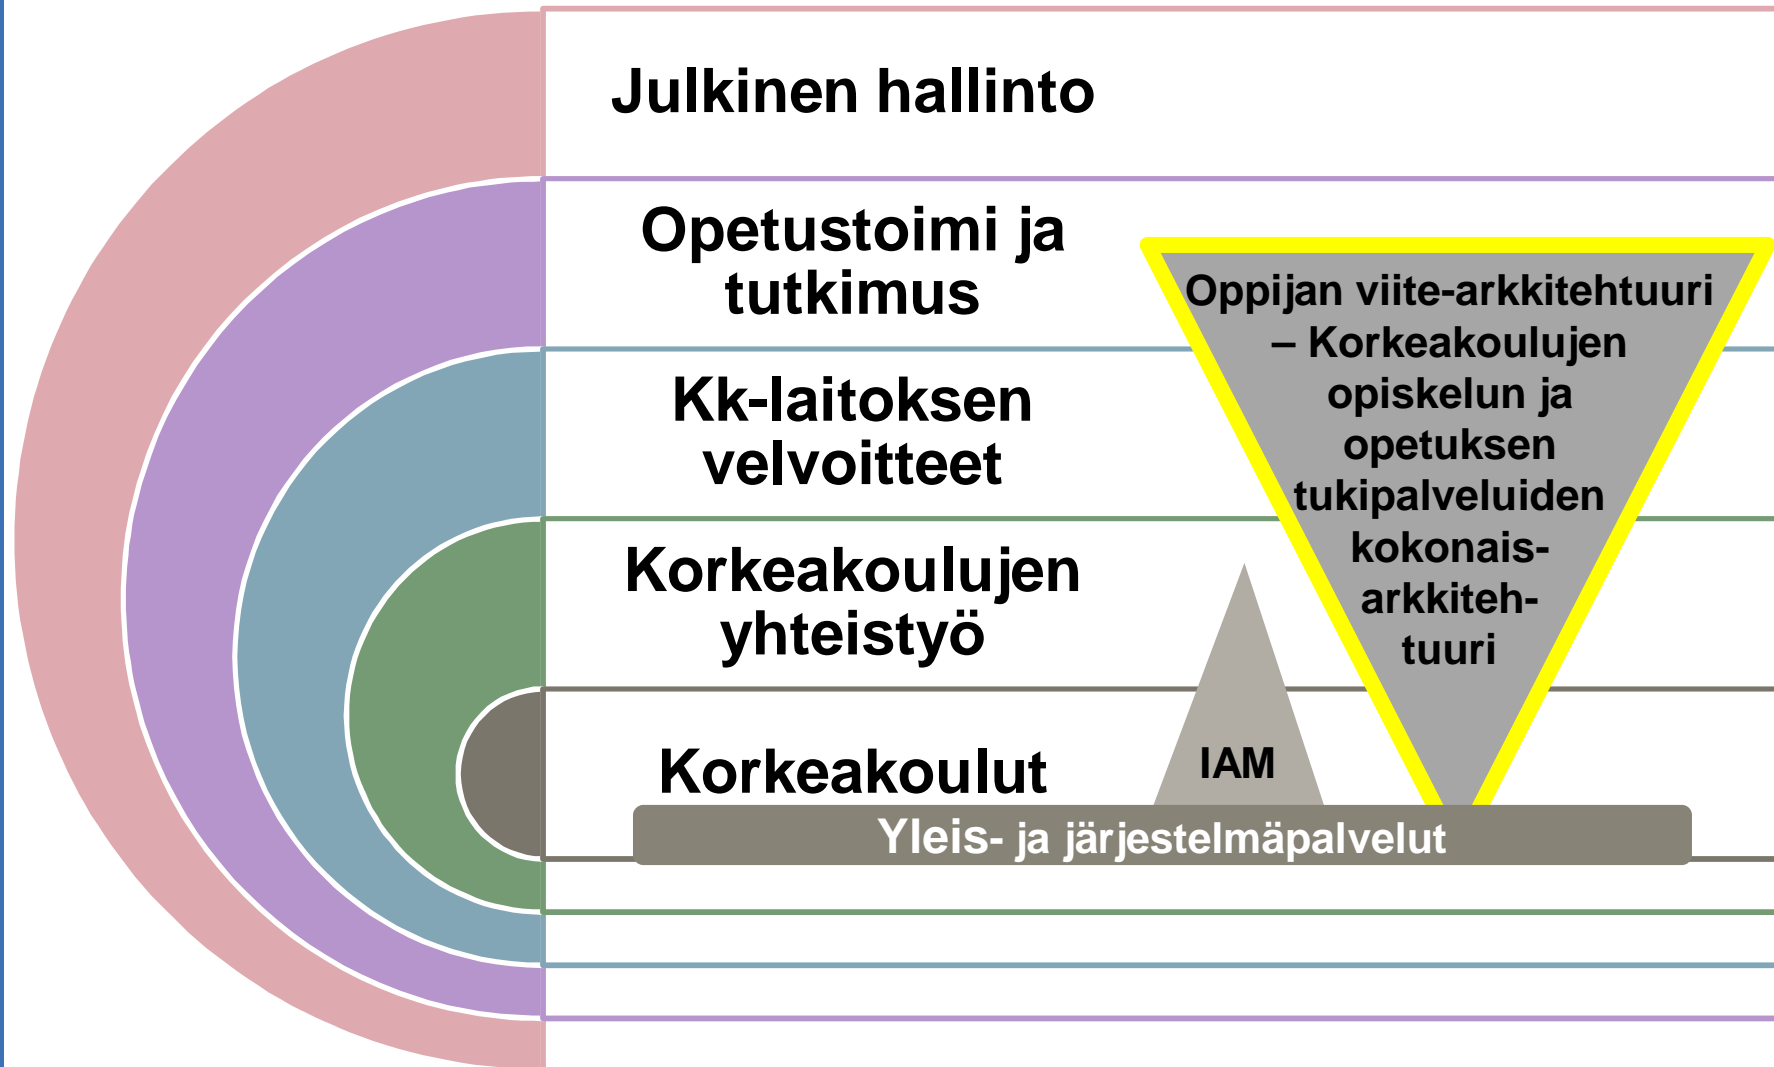 Julkinen hallinto
Opetustoimi ja
tutkimus
Kk-laitoksen
velvoitteet
Korkeakoulujen
yhteistyö
Korkeakoulut
Oppijan viite-arkkitehtuuri
– Korkeakoulujen
opiskelun ja
opetuksen
tukipalveluiden
kokonais-
arkkiteh-
tuuri
IAM
Yleis- ja järjestelmäpalvelut